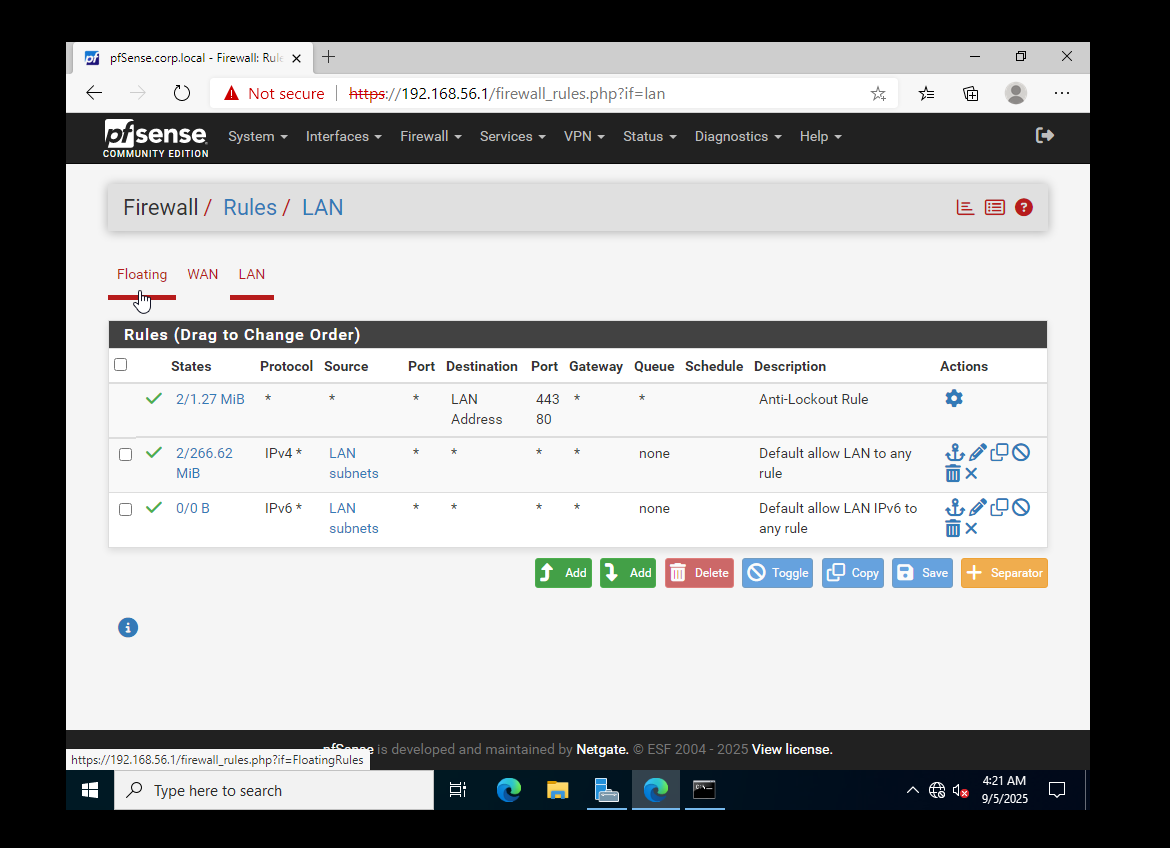 pfSense.corp.local - Firewall: Rule
Not secure https://192.168.56.1/firewall_rules.php?if=lan
pfsense
COMMUNITY EDITION
System Interfaces Firewall Services VPN Status Diagnostics Help
Firewall / Rules / LAN
Floating WAN LAN
Rules (Drag to Change Order)
States Protocol Source Port Destination Port Gateway Queue Schedule Description Actions
2/1.27 MiB * * * LAN 443 * * Anti-Lockout Rule
Address 80
2/266.62 IPv4 * LAN * * * * none Default allow LAN to any
MiB subnets rule
0/0 B IPv6 * LAN * * * * none Default allow LAN IPv6 to
subnets any rule
Add Add Delete Toggle Copy Save Separator
pfSense is developed and maintained by Netgate. © ESF 2004 - 2025 View license.
https://192.168.56.1/firewall_rules.php?if=FloatingRules
Type here to search
4:21 AM
9/5/2025